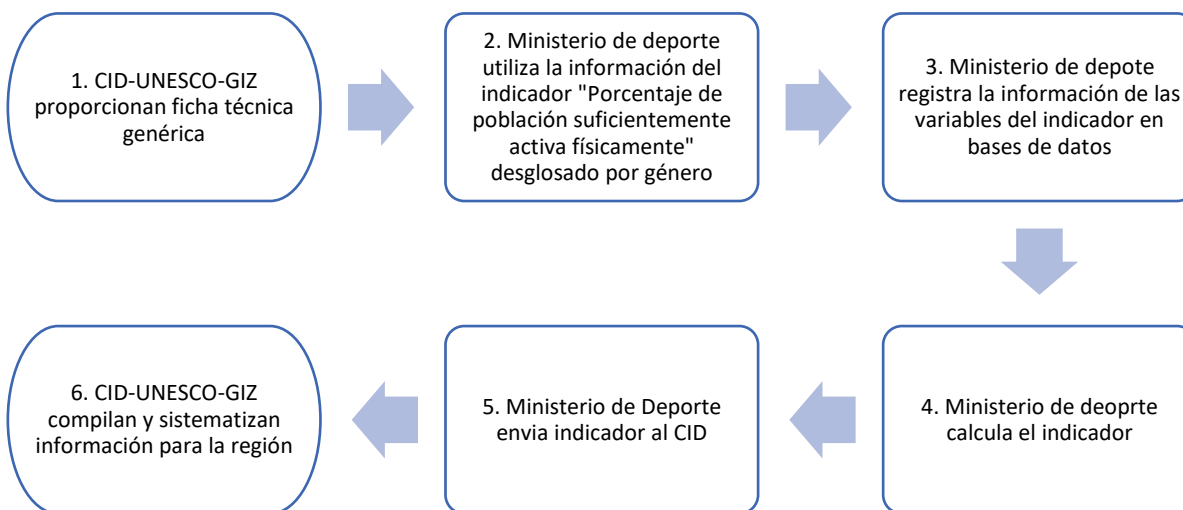 1. CID-UNESCO-GIZ
proporcionan ficha técnica
genérica
2. Ministerio de deporte
utiliza la información del
indicador "Porcentaje de
población suficientemente
activa físicamente"
desglosado por género
3. Ministerio de depote
registra la información de las
variables del indicador en
bases de datos
4. Ministerio de deoprte
calcula el indicador
5. Ministerio de Deporte
envia indicador al CID
6. CID-UNESCO-GIZ
compilan y sistematizan
información para la región